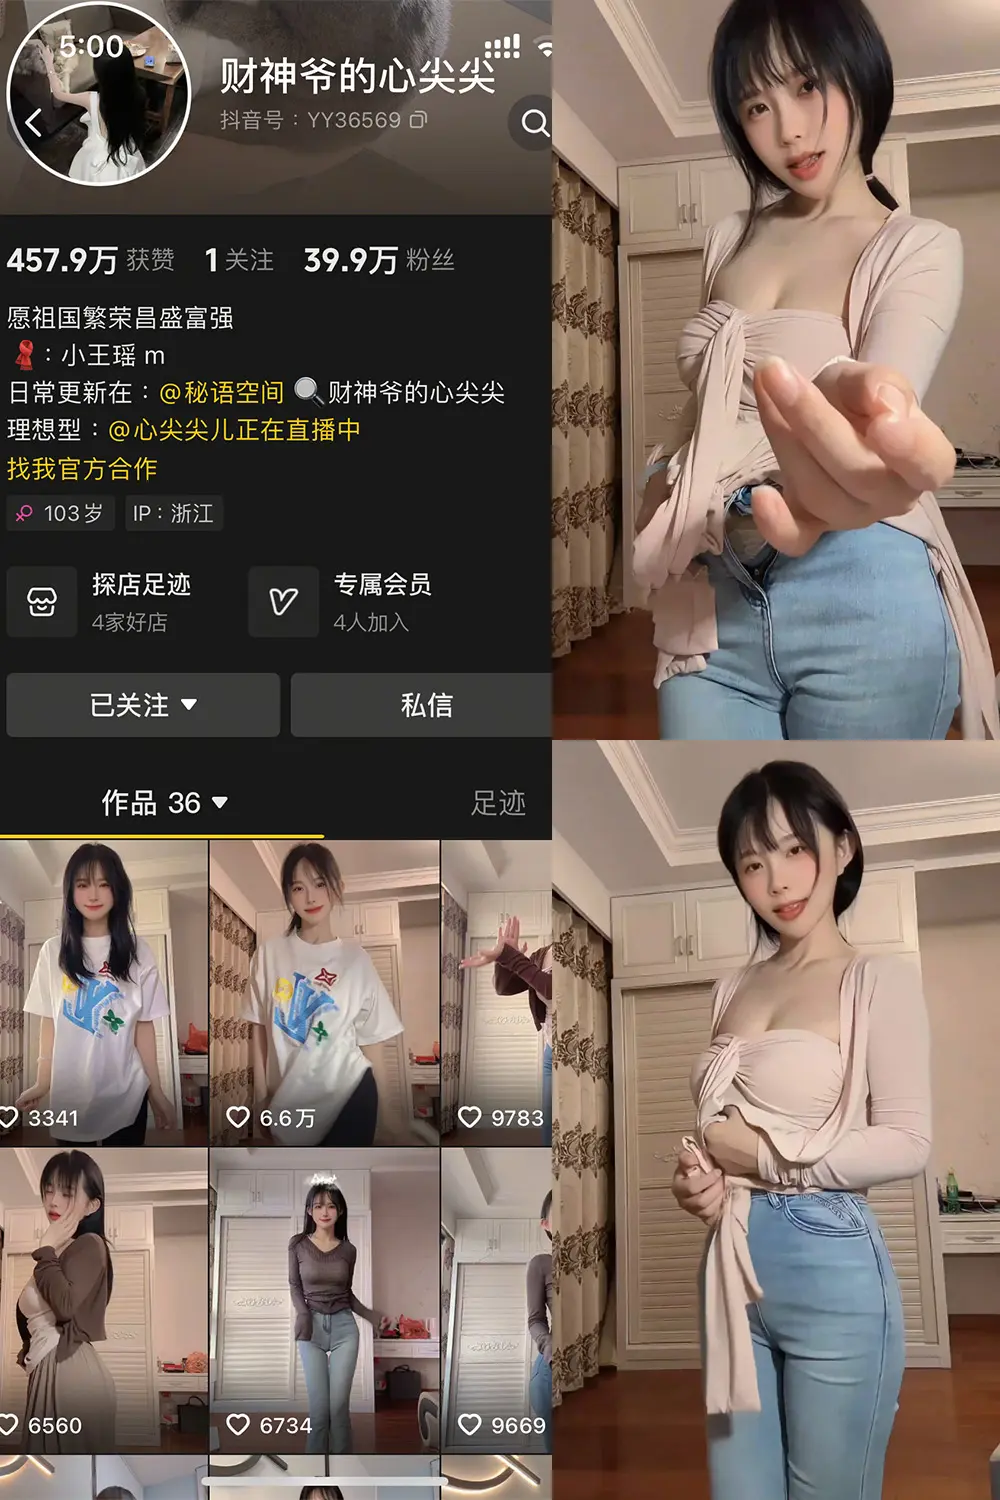 5:00
财神爷的心尖尖
抖音号：YY36569
457.9万 获赞 1 关注 39.9万 粉丝
愿祖国繁荣昌盛富强
：小王瑶 m
日常更新在：@秘语空间 🔍财神爷的心尖尖
理想型：@心尖尖儿正在直播中
找我官方合作
♀ 103岁 IP：浙江
探店足迹 专属会员
4家好店 4人加入
已关注 ▼ 私信
作品 36 ▼ 足迹
3341 6.6万 9783
6560 6734 9669